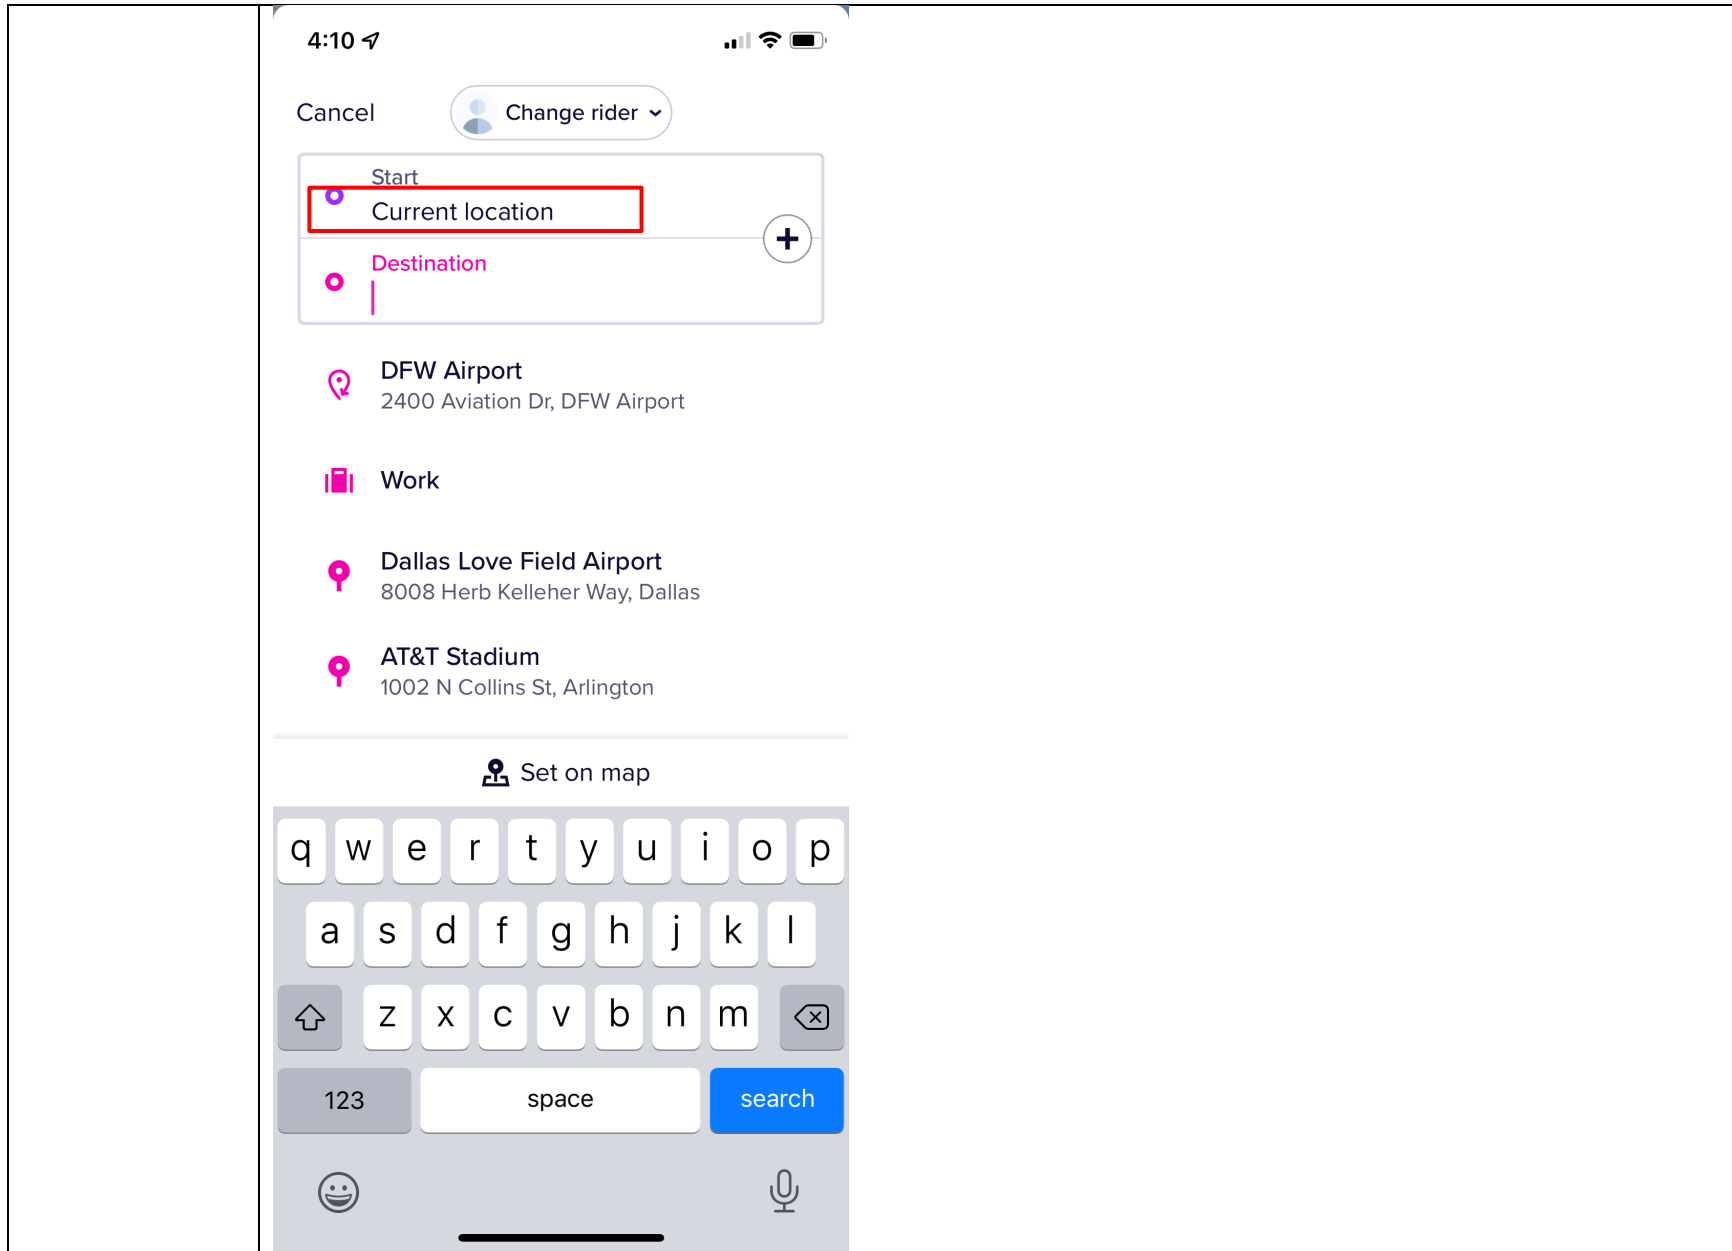 4:10
Cancel
Change rider
Start
Current location
Destination
DFW Airport
2400 Aviation Dr, DFW Airport
Work
Dallas Love Field Airport
8008 Herb Kelleher Way, Dallas
AT&T Stadium
1002 N Collins St, Arlington
Set on map
q w e r t y u i o p
a s d f g h j k l
z x c v b n m
123 space search